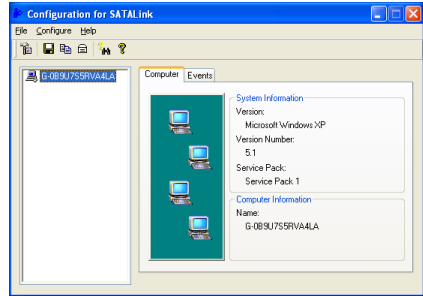 Configuration for SATALink
File Configure Help
G-0B9U7S5RVA4LA
Computer Events
System Information
Version:
Microsoft Windows XP
Version Number:
5.1
Service Pack:
Service Pack 1
Computer Information
Name:
G-0B9U7S5RVA4LA